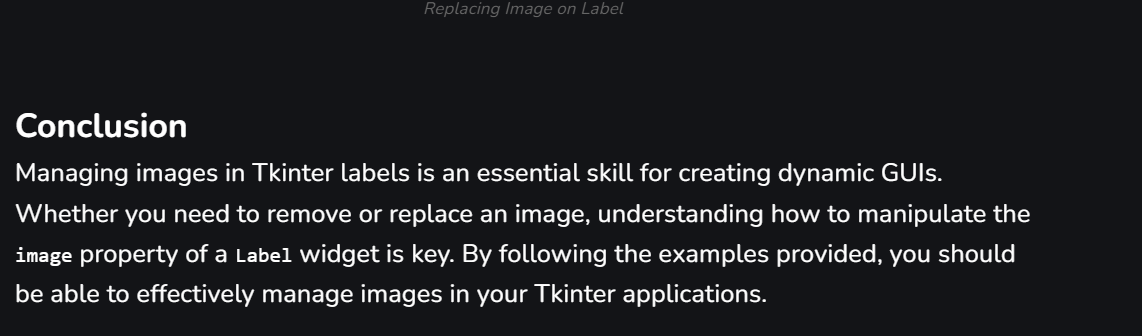 Replacing Image on Label
Conclusion
Managing images in Tkinter labels is an essential skill for creating dynamic GUIs.
Whether you need to remove or replace an image, understanding how to manipulate the
image property of a Label widget is key. By following the examples provided, you should
be able to effectively manage images in your Tkinter applications.